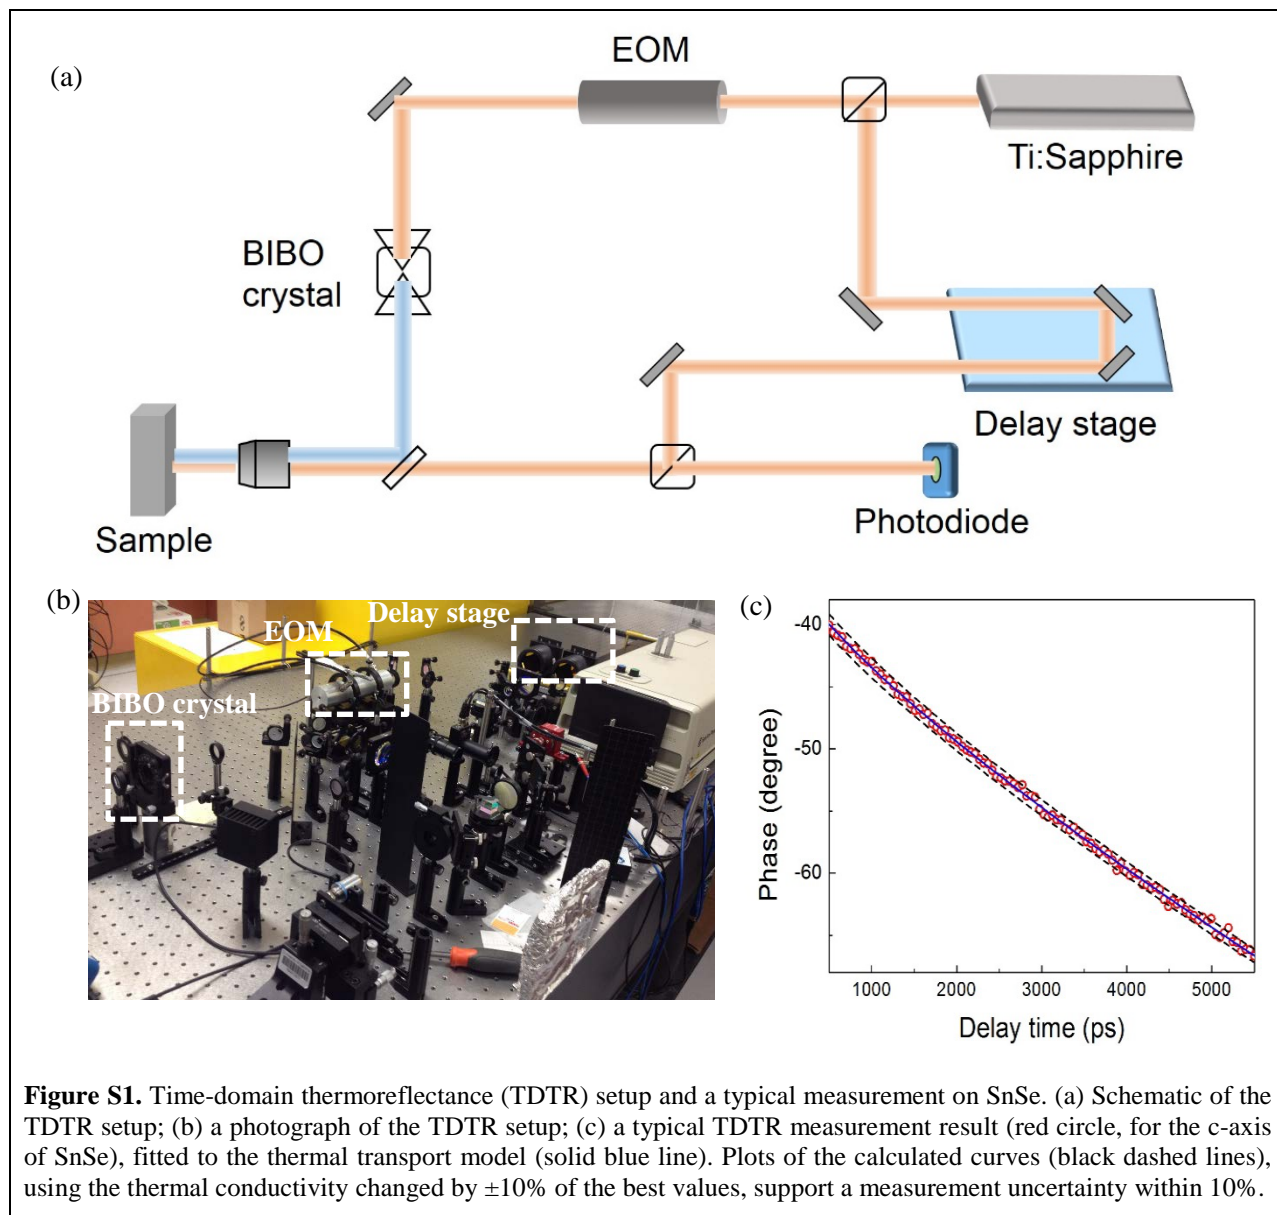 (a)
EOM
Ti:Sapphire
BIBO
crystal
Delay stage
Photodiode
Sample
(b)
Delay stage
EOM
BIBO crystal
(c)
-40
-50
-60
Phase (degree)
1000 2000 3000 4000 5000
Delay time (ps)
Figure S1. Time-domain thermoreflectance (TDTR) setup and a typical measurement on SnSe. (a) Schematic of the
TDTR setup; (b) a photograph of the TDTR setup; (c) a typical TDTR measurement result (red circle, for the c-axis
of SnSe), fitted to the thermal transport model (solid blue line). Plots of the calculated curves (black dashed lines),
using the thermal conductivity changed by ±10% of the best values, support a measurement uncertainty within 10%.